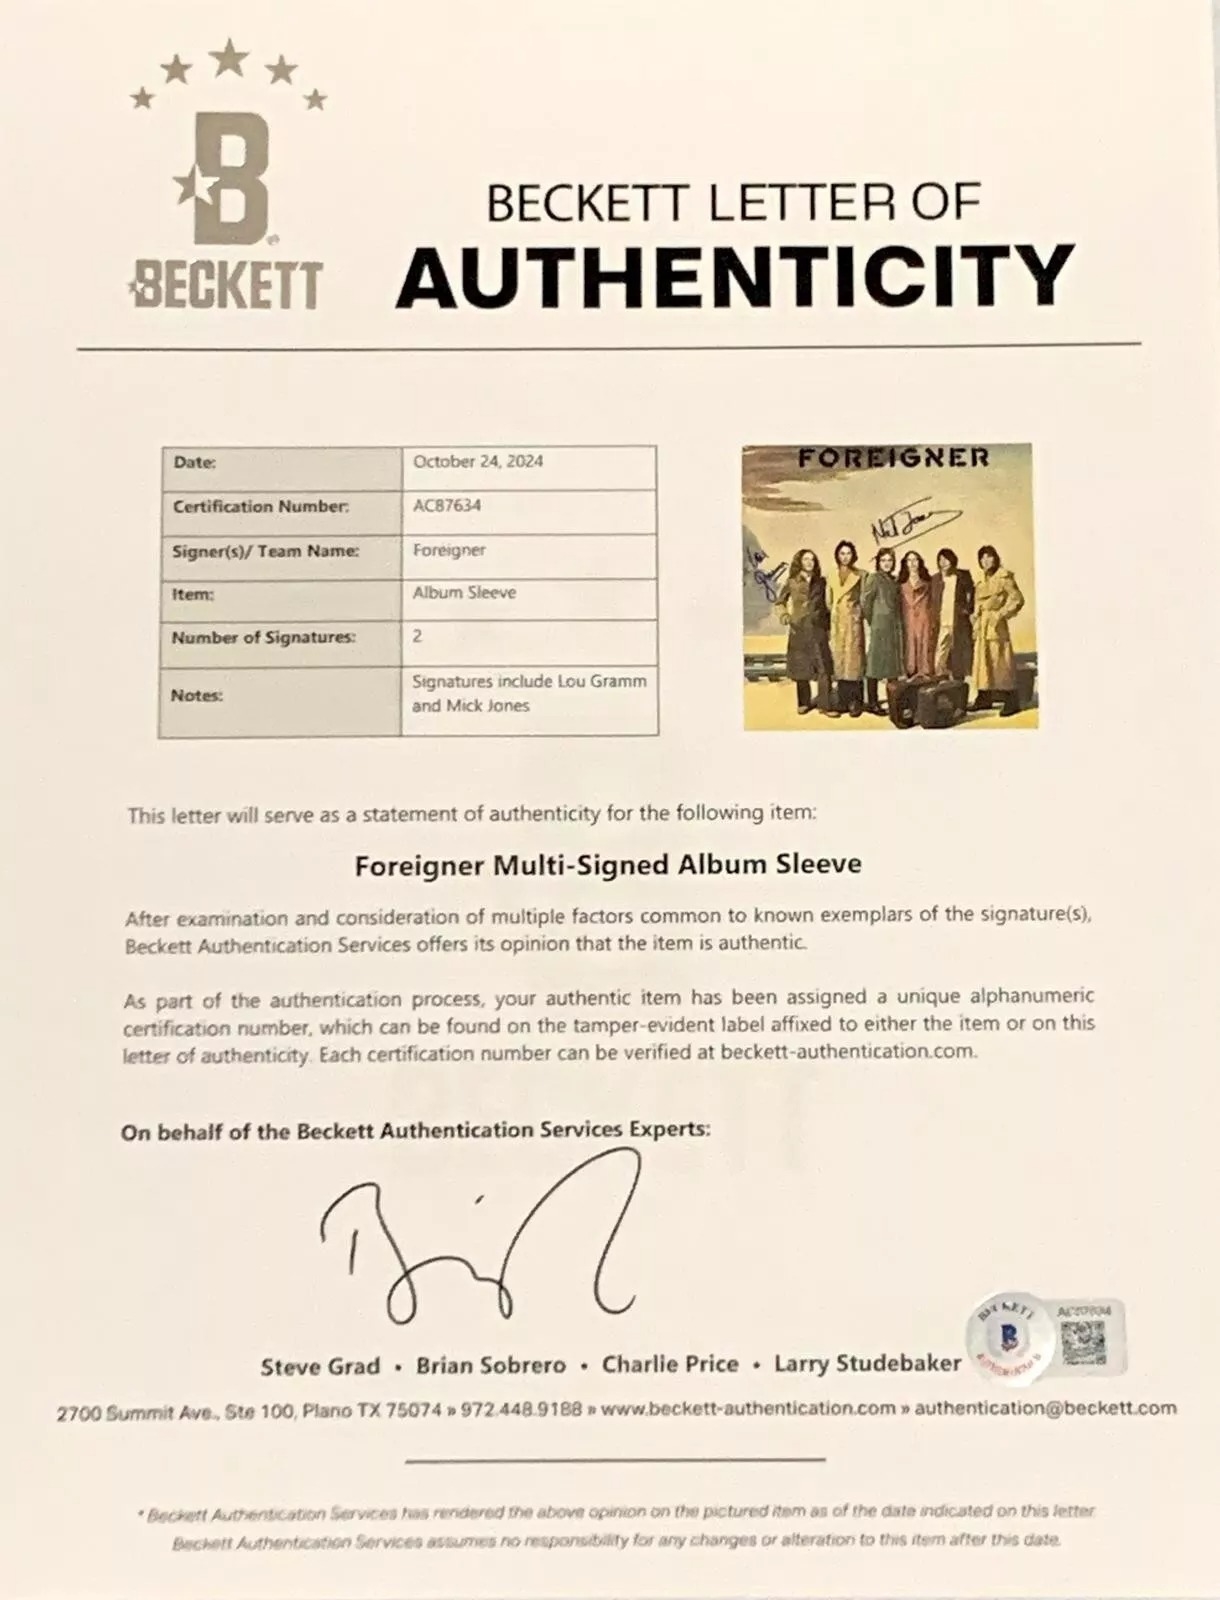 BECKETT
BECKETT LETTER OF
AUTHENTICITY
Date: October 24, 2024
Certification Number: AC87634
Signer(s)/ Team Name: Foreigner
Item: Album Sleeve
Number of Signatures: 2
Notes: Signatures include Lou Gramm
and Mick Jones
FOREIGNER
This letter will serve as a statement of authenticity for the following item:
Foreigner Multi-Signed Album Sleeve
After examination and consideration of multiple factors common to known exemplars of the signature(s),
Beckett Authentication Services offers its opinion that the item is authentic.
As part of the authentication process, your authentic item has been assigned a unique alphanumeric
certification number, which can be found on the tamper-evident label affixed to either the item or on this
letter of authenticity. Each certification number can be verified at beckett-authentication.com.
On behalf of the Beckett Authentication Services Experts:
BECKETT
B
AC87634
Steve Grad • Brian Sobrero • Charlie Price • Larry Studebaker
2700 Summit Ave., Ste 100, Plano TX 75074 » 972.448.9188 » www.beckett-authentication.com » authentication@beckett.com
* Beckett Authentication Services has rendered the above opinion on the pictured item as of the date indicated on this letter.
Beckett Authentication Services assumes no responsibility for any changes or alteration to this item after this date.